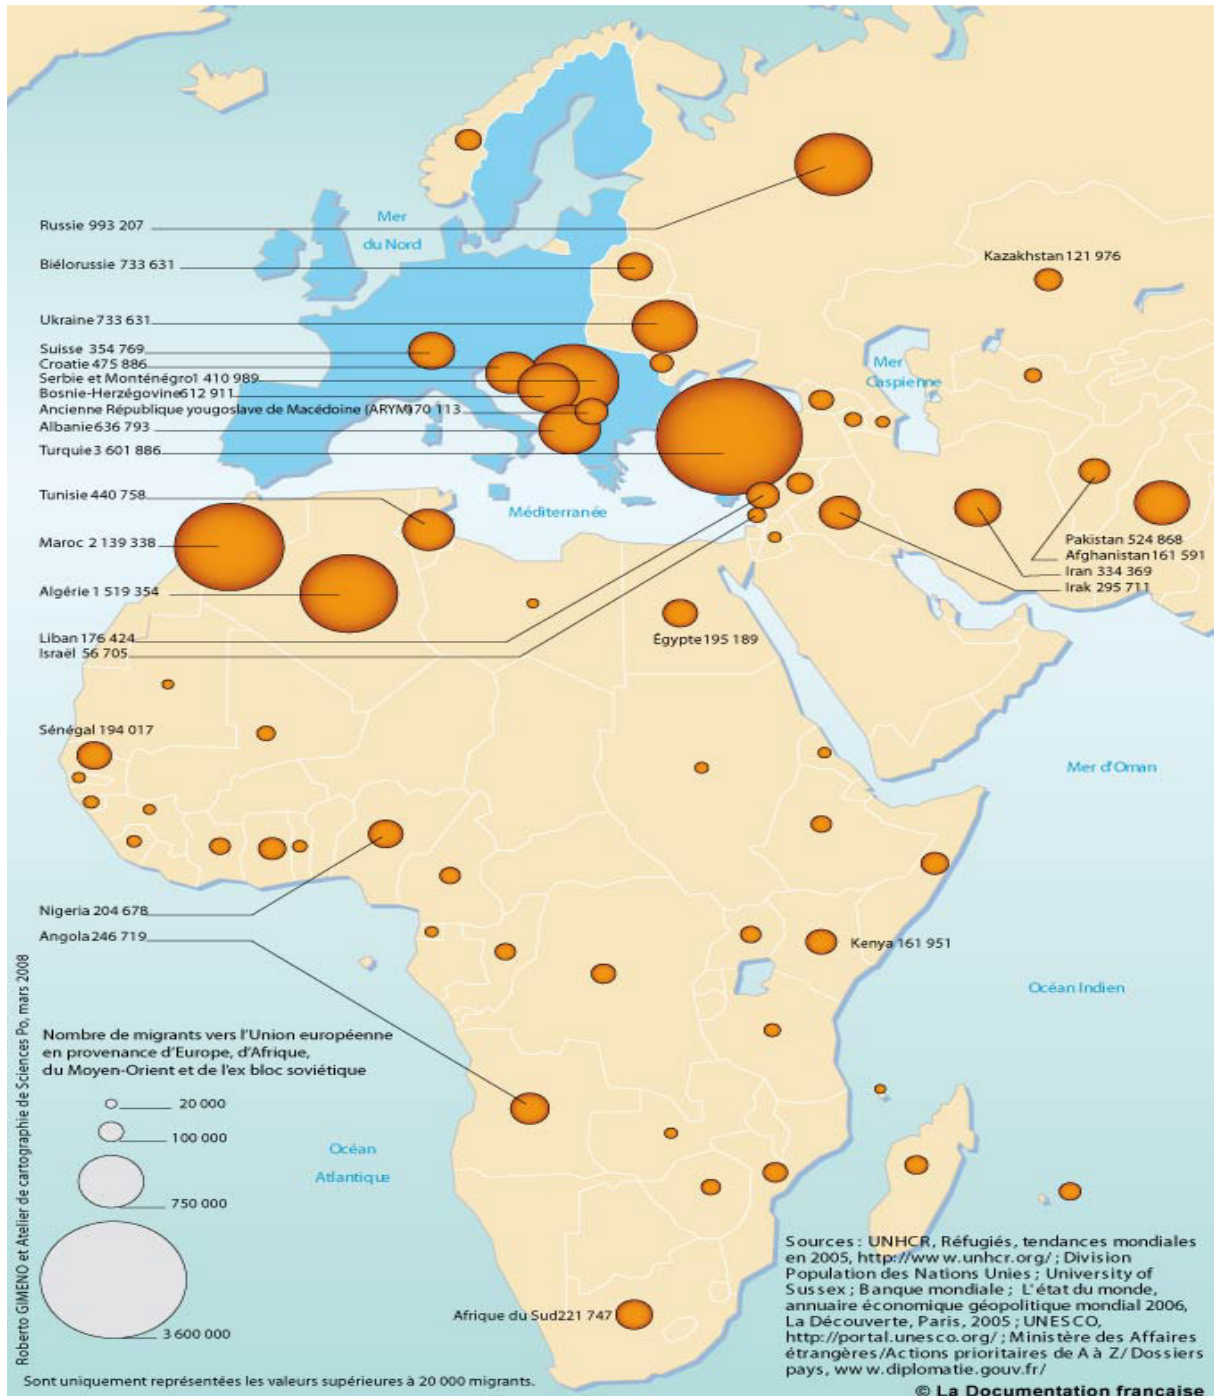 Mer
du Nord
Russie 993 207
Biélorussie 733 631
Kazakhstan 121 976
Ukraine 733 631
Suisse 354 769
Croatie 475 886
Serbie et Monténégro 1 410 989
Bosnie-Herzégovine 612 911
Ancienne République yougoslave de Macédoine (ARYM) 170 113
Albanie 636 793
Turquie 3 601 886
Mer
Caspienne
Tunisie 440 758
Méditerranée
Maroc 2 139 338
Algérie 1 519 354
Pakistan 524 868
Afghanistan 161 591
Iran 334 369
Irak 295 711
Liban 176 424
Israël 56 705
Égypte 195 189
Sénégal 194 017
Mer d'Oman
Nigeria 204 678
Angola 246 719
Kenya 161 951
Océan Indien
Nombre de migrants vers l'Union européenne
en provenance d'Europe, d'Afrique,
du Moyen-Orient et de l'ex bloc soviétique
20 000
100 000
750 000
3 600 000
Océan
Atlantique
Afrique du Sud 221 747
Sources : UNHCR, Réfugiés, tendances mondiales
en 2005, http://www.unhcr.org/ ; Division
Population des Nations Unies ; University of
Sussex ; Banque mondiale ; L'état du monde,
annuaire économique géopolitique mondial 2006,
La Découverte, Paris, 2005 ; UNESCO,
http://portal.unesco.org/ ; Ministère des Affaires
étrangères/Actions prioritaires de A à Z/ Dossiers
pays, www.diplomatie.gouv.fr/
Sont uniquement représentées les valeurs supérieures à 20 000 migrants.
© La Documentation française
Roberto GIMENO et Atelier de cartographie de Sciences Po, mars 2008